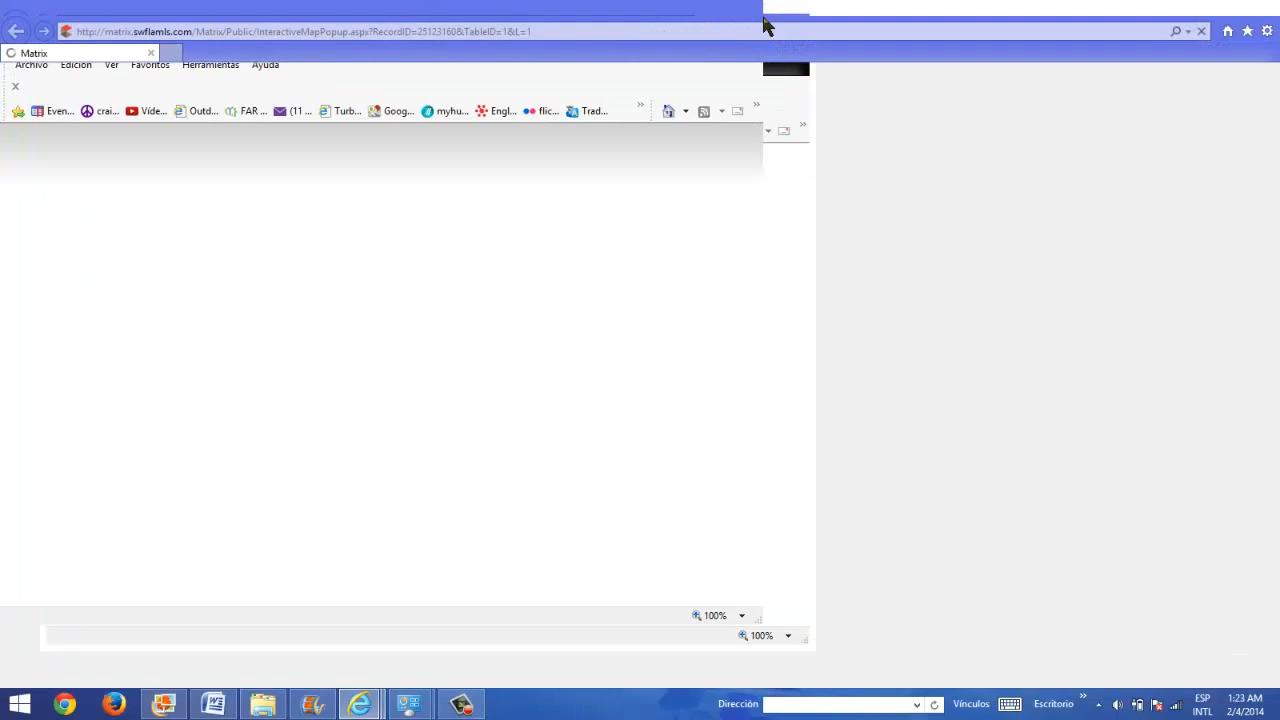 http://matrix.swflamls.com/Matrix/Public/InteractiveMapPopup.aspx?RecordID=25123160&TableID=1&L=1
Matrix
Archivo Edición Ver Favoritos Herramientas Ayuda
Even... crai... Víde... Outd... FAR ... (11 ... Turb... Goog... myhu... Engl... flic... Trad...
100%
100%
Dirección Vínculos Escritorio ESP INTL 1:23 AM 2/4/2014